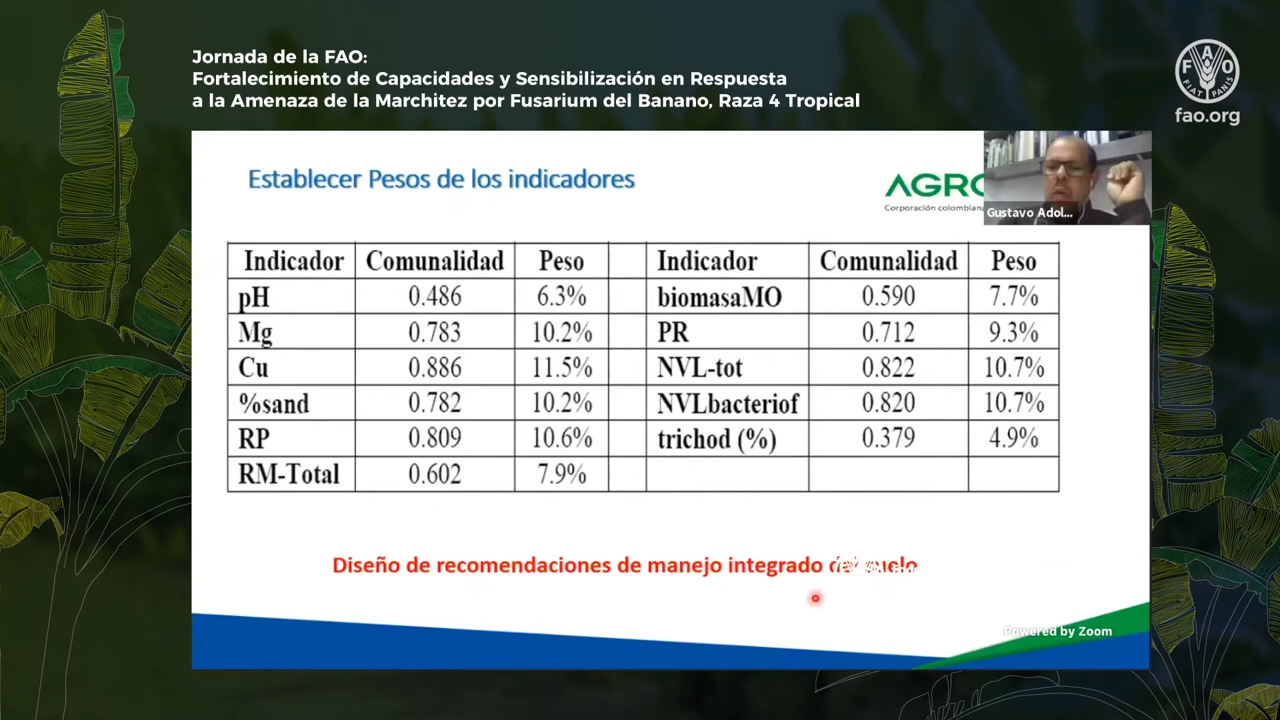 Jornada de la FAO:
Fortalecimiento de Capacidades y Sensibilización en Respuesta
a la Amenaza de la Marchitez por Fusarium del Banano, Raza 4 Tropical
F A O
FIAT PANIS
fao.org
Establecer Pesos de los indicadores
AGRO
Corporación colombiana
Gustavo Adol...
Indicador Comunalidad Peso Indicador Comunalidad Peso
pH 0.486 6.3% biomasaMO 0.590 7.7%
Mg 0.783 10.2% PR 0.712 9.3%
Cu 0.886 11.5% NVL-tot 0.822 10.7%
%sand 0.782 10.2% NVLbacteriof 0.820 10.7%
RP 0.809 10.6% trichod (%) 0.379 4.9%
RM-Total 0.602 7.9%
Diseño de recomendaciones de manejo integrado
Powered by Zoom